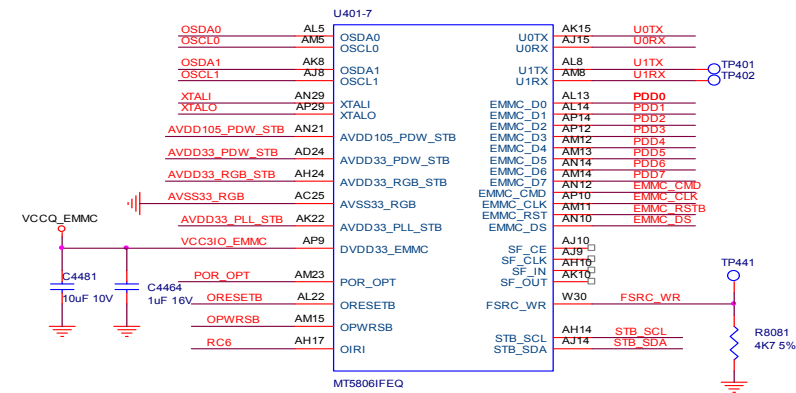 U401-7
OSDA0 AL5 OSDA0 U0TX AK15 U0TX
OSCL0 AM5 OSCL0 U0RX AJ15 U0RX
OSDA1 AK8 OSDA1 U1TX AL8 U1TX TP401
OSCL1 AJ8 OSCL1 U1RX AM8 U1RX TP402
XTALI AN29 XTALI EMMC_D0 AL13 PDD0
XTALO AP29 XTALO EMMC_D1 AL14 PDD1
EMMC_D2 AP14 PDD2
AVDD105_PDW_STB AN21 AVDD105_PDW_STB EMMC_D3 AP12 PDD3
EMMC_D4 AM12 PDD4
AVDD33_PDW_STB AD24 AVDD33_PDW_STB EMMC_D5 AM13 PDD5
EMMC_D6 AN14 PDD6
AVDD33_RGB_STB AH24 AVDD33_RGB_STB EMMC_D7 AM14 PDD7
EMMC_CMD AN12 EMMC_CMD
AC25 AVSS33_RGB EMMC_CLK AP10 EMMC_CLK
EMMC_RST AM11 EMMC_RSTB
AVDD33_PLL_STB AK22 AVDD33_PLL_STB EMMC_DS AN10 EMMC_DS
VCCQ_EMMC
VCC3IO_EMMC AP9 DVDD33_EMMC SF_CE AJ10
SF_CLK AJ9
SF_IN AH10
SF_OUT AK10
TP441
C4481
10uF 10V
C4464
1uF 16V
POR_OPT AM23 POR_OPT
ORESETB AL22 ORESETB FSRC_WR W30 FSRC_WR
OPWRSB AM15 OPWRSB
RC6 AH17 OIRI STB_SCL AH14 STB_SCL
STB_SDA AJ14 STB_SDA
R8081
4K7 5%
MT5806IFEQ